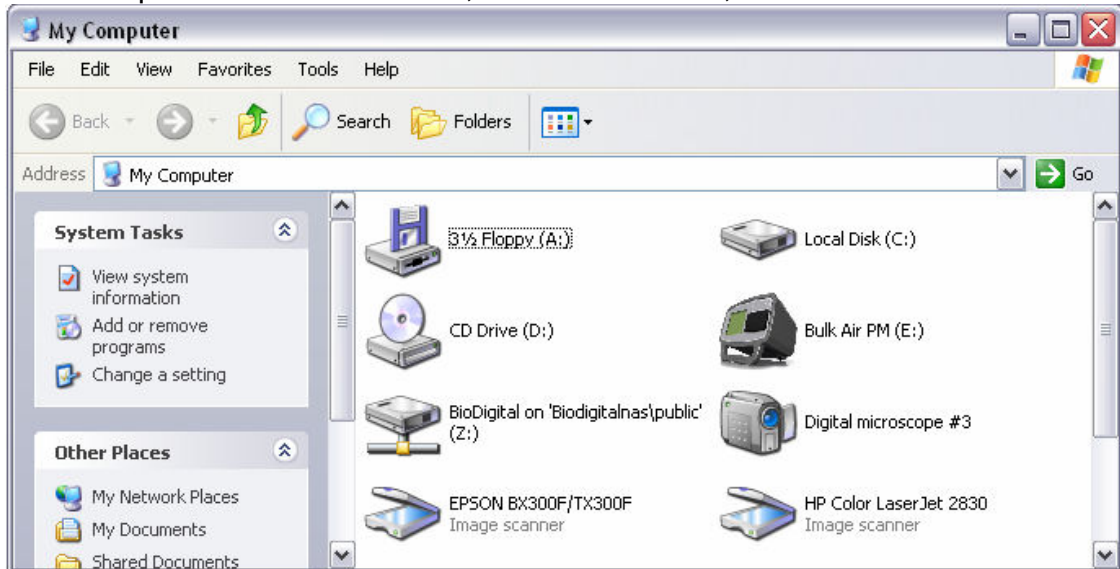 My Computer
File Edit View Favorites Tools Help
Back Search Folders
Address My Computer Go
System Tasks
View system
information
Add or remove
programs
Change a setting
Other Places
My Network Places
My Documents
Shared Documents
3½ Floppy (A:)
Local Disk (C:)
CD Drive (D:)
Bulk Air PM (E:)
BioDigital on 'Biodigitalnas\public'
(Z:)
Digital microscope #3
EPSON BX300F/TX300F
Image scanner
HP Color LaserJet 2830
Image scanner